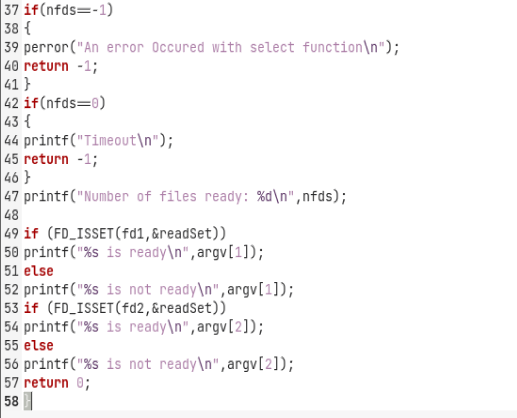 37 if(nfds==-1)
38 {
39 perror("An error Occured with select function\n");
40 return -1;
41 }
42 if(nfds==0)
43 {
44 printf("Timeout\n");
45 return -1;
46 }
47 printf("Number of files ready: %d\n",nfds);
48
49 if (FD_ISSET(fd1,&readSet))
50 printf("%s is ready\n",argv[1]);
51 else
52 printf("%s is not ready\n",argv[1]);
53 if (FD_ISSET(fd2,&readSet))
54 printf("%s is ready\n",argv[2]);
55 else
56 printf("%s is not ready\n",argv[2]);
57 return 0;
58 }